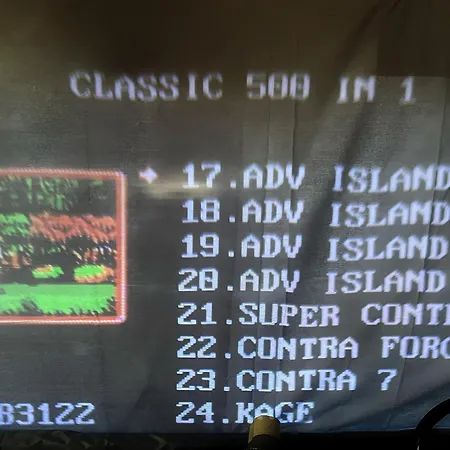 CLASSIC 500 IN 1
17.ADV ISLAND
18.ADV ISLAND
19.ADV ISLAND
20.ADV ISLAND
21.SUPER CONT
22.CONTRA FORC
23.CONTRA 7
24.KAGE
B3122